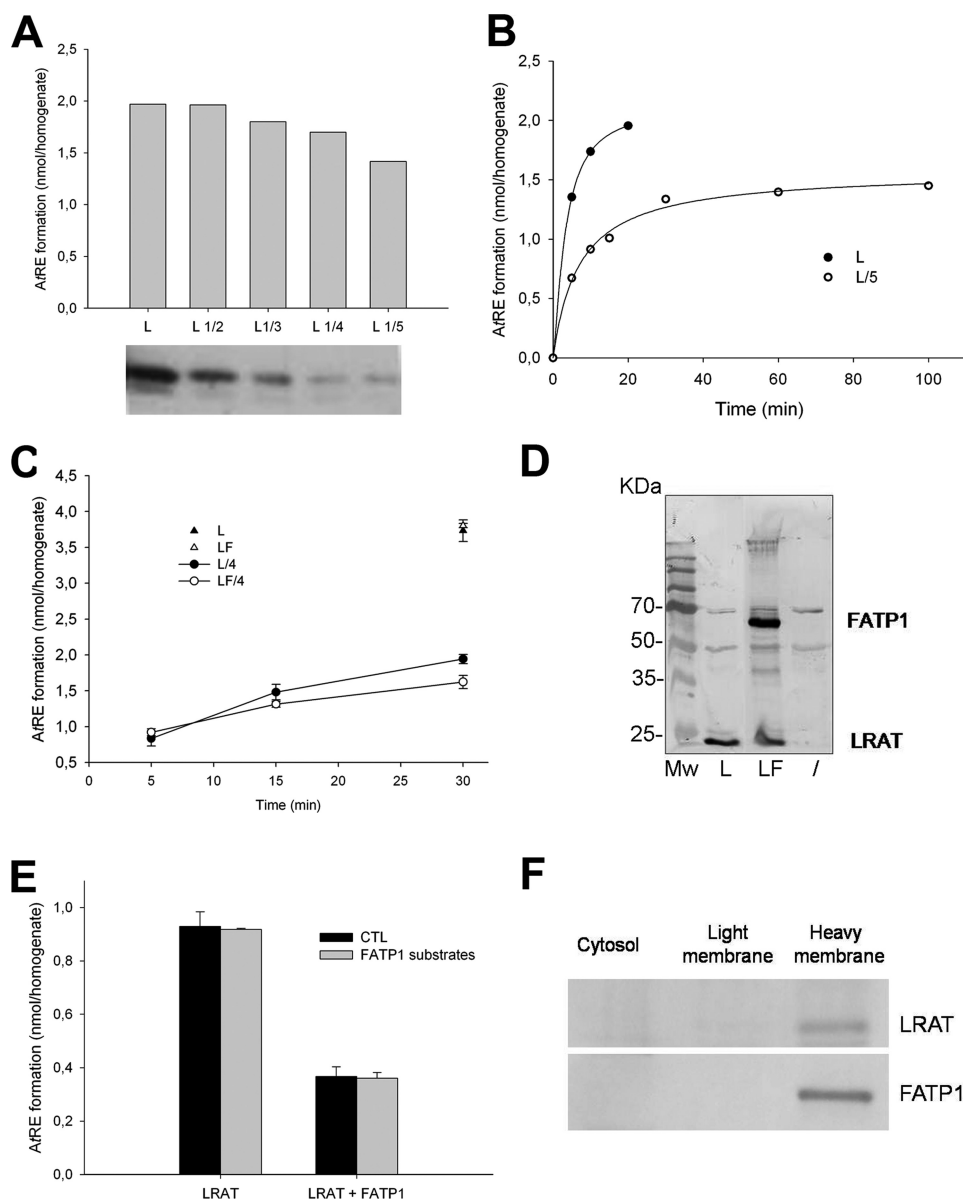 A
AtRE formation (nmol/homogenate)
2,5
2,0
1,5
1,0
0,5
0,0
L
L 1/2
L1/3
L 1/4
L 1/5
B
AtRE formation (nmol/homogenate)
2,5
2,0
1,5
1,0
0,5
0,0
L
L/5
0
20
40
60
80
100
Time (min)
C
AtRE formation (nmol/homogenate)
4,5
4,0
3,5
3,0
2,5
2,0
1,5
1,0
0,5
L
LF
L/4
LF/4
0
5
10
15
20
25
30
Time (min)
D
KDa
70-
50-
35-
25-
FATP1
LRAT
Mw
L
LF
/
E
AtRE formation (nmol/homogenate)
1,0
0,8
0,6
0,4
0,2
0,0
CTL
FATP1 substrates
LRAT
LRAT + FATP1
F
Cytosol
Light
membrane
Heavy
membrane
LRAT
FATP1